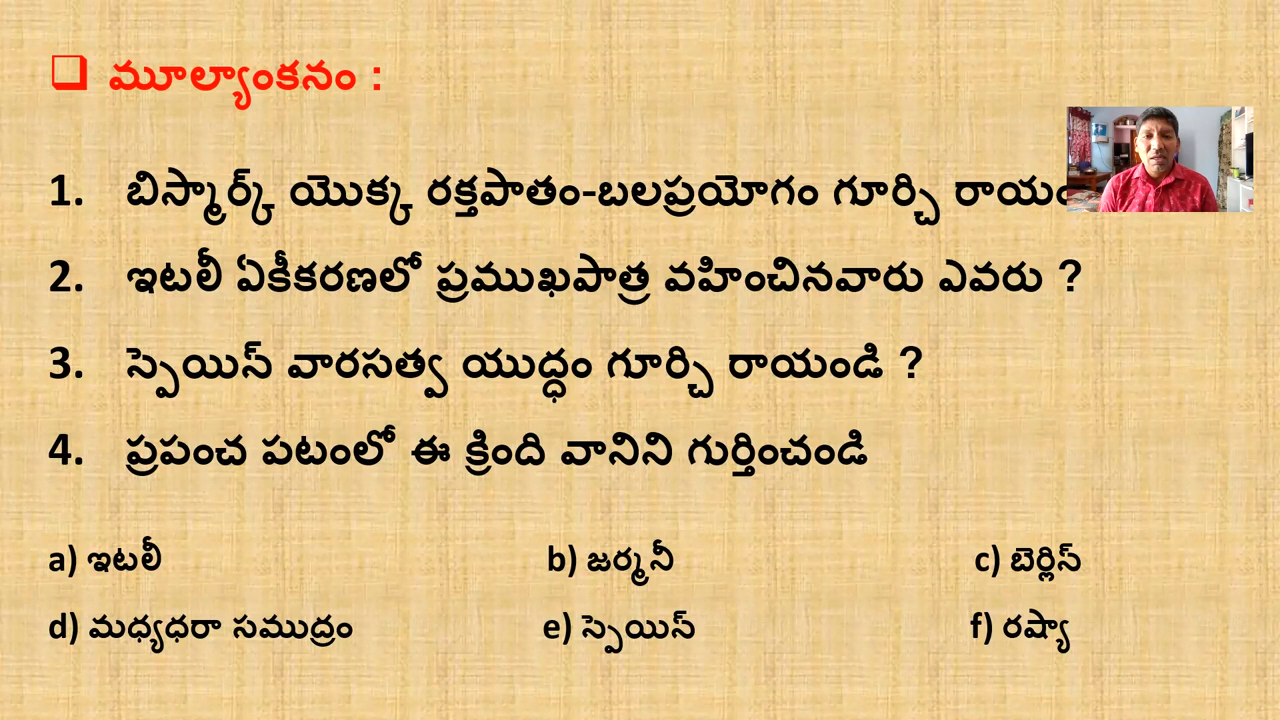 మూల్యాంకనం :
1. బిస్మార్క్ యొక్క రక్తపాతం-బలప్రయోగం గూర్చి
2. ఇటలీ ఏకీకరణలో ప్రముఖపాత్ర వహించినవారు ఎవరు ?
3. స్పెయిన్ వారసత్వ యుద్ధం గూర్చి రాయండి ?
4. ప్రపంచ పటంలో ఈ క్రింది వానిని గుర్తించండి
a) ఇటలీ b) జర్మనీ c) బెర్లిన్
d) మధ్యధరా సముద్రం e) స్పెయిన్ f) రష్యా